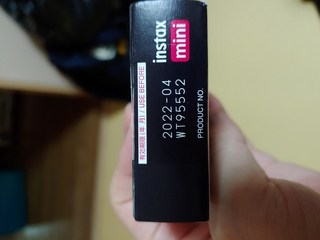 instax
mini
2022-04
WT95552
有効期限(年.月) / USE BEFORE
PRODUCT NO.